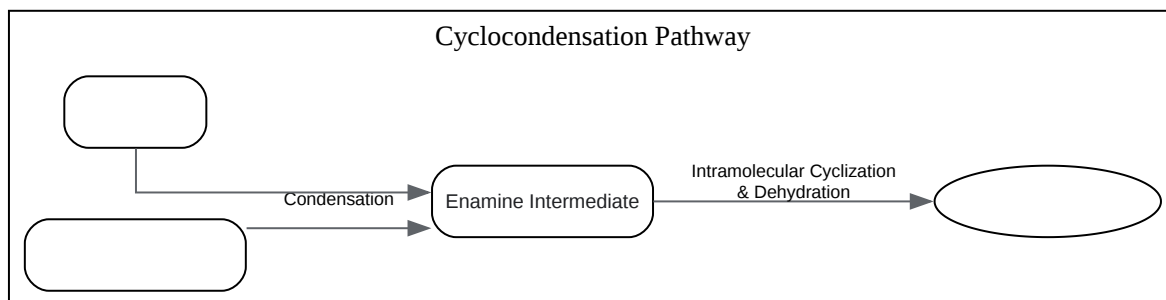 Cyclocondensation Pathway
Condensation
Enamine Intermediate
Intramolecular Cyclization
& Dehydration